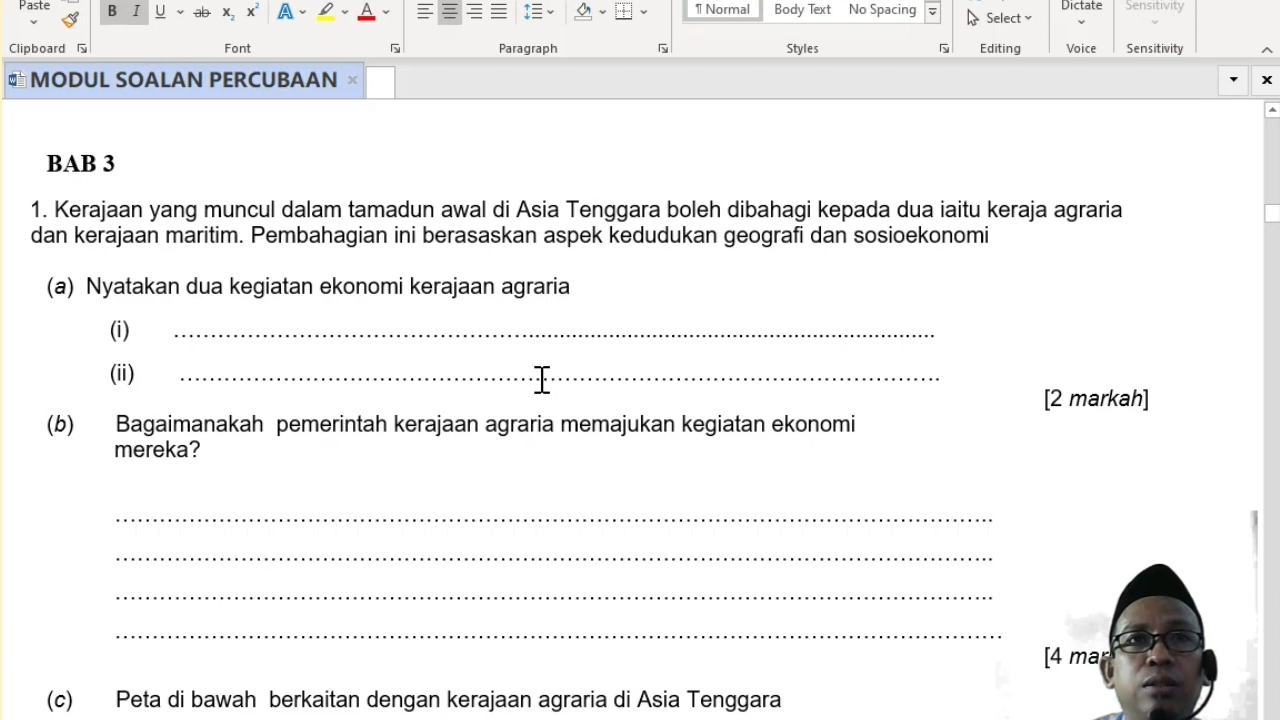 Paste
Clipboard
B I U ab x₂ x² A A
Font
Paragraph
¶ Normal Body Text No Spacing
Styles
Select
Editing
Dictate
Voice
Sensitivity
Sensitivity
MODUL SOALAN PERCUBAAN
BAB 3
1. Kerajaan yang muncul dalam tamadun awal di Asia Tenggara boleh dibahagi kepada dua iaitu keraja agraria
dan kerajaan maritim. Pembahagian ini berasaskan aspek kedudukan geografi dan sosioekonomi
(a) Nyatakan dua kegiatan ekonomi kerajaan agraria
(i) ................................................................................
(ii) ................................................................................
[2 markah]
(b) Bagaimanakah pemerintah kerajaan agraria memajukan kegiatan ekonomi
mereka?
................................................................................
................................................................................
................................................................................
................................................................................
[4
(c) Peta di bawah berkaitan dengan kerajaan agraria di Asia Tenggara